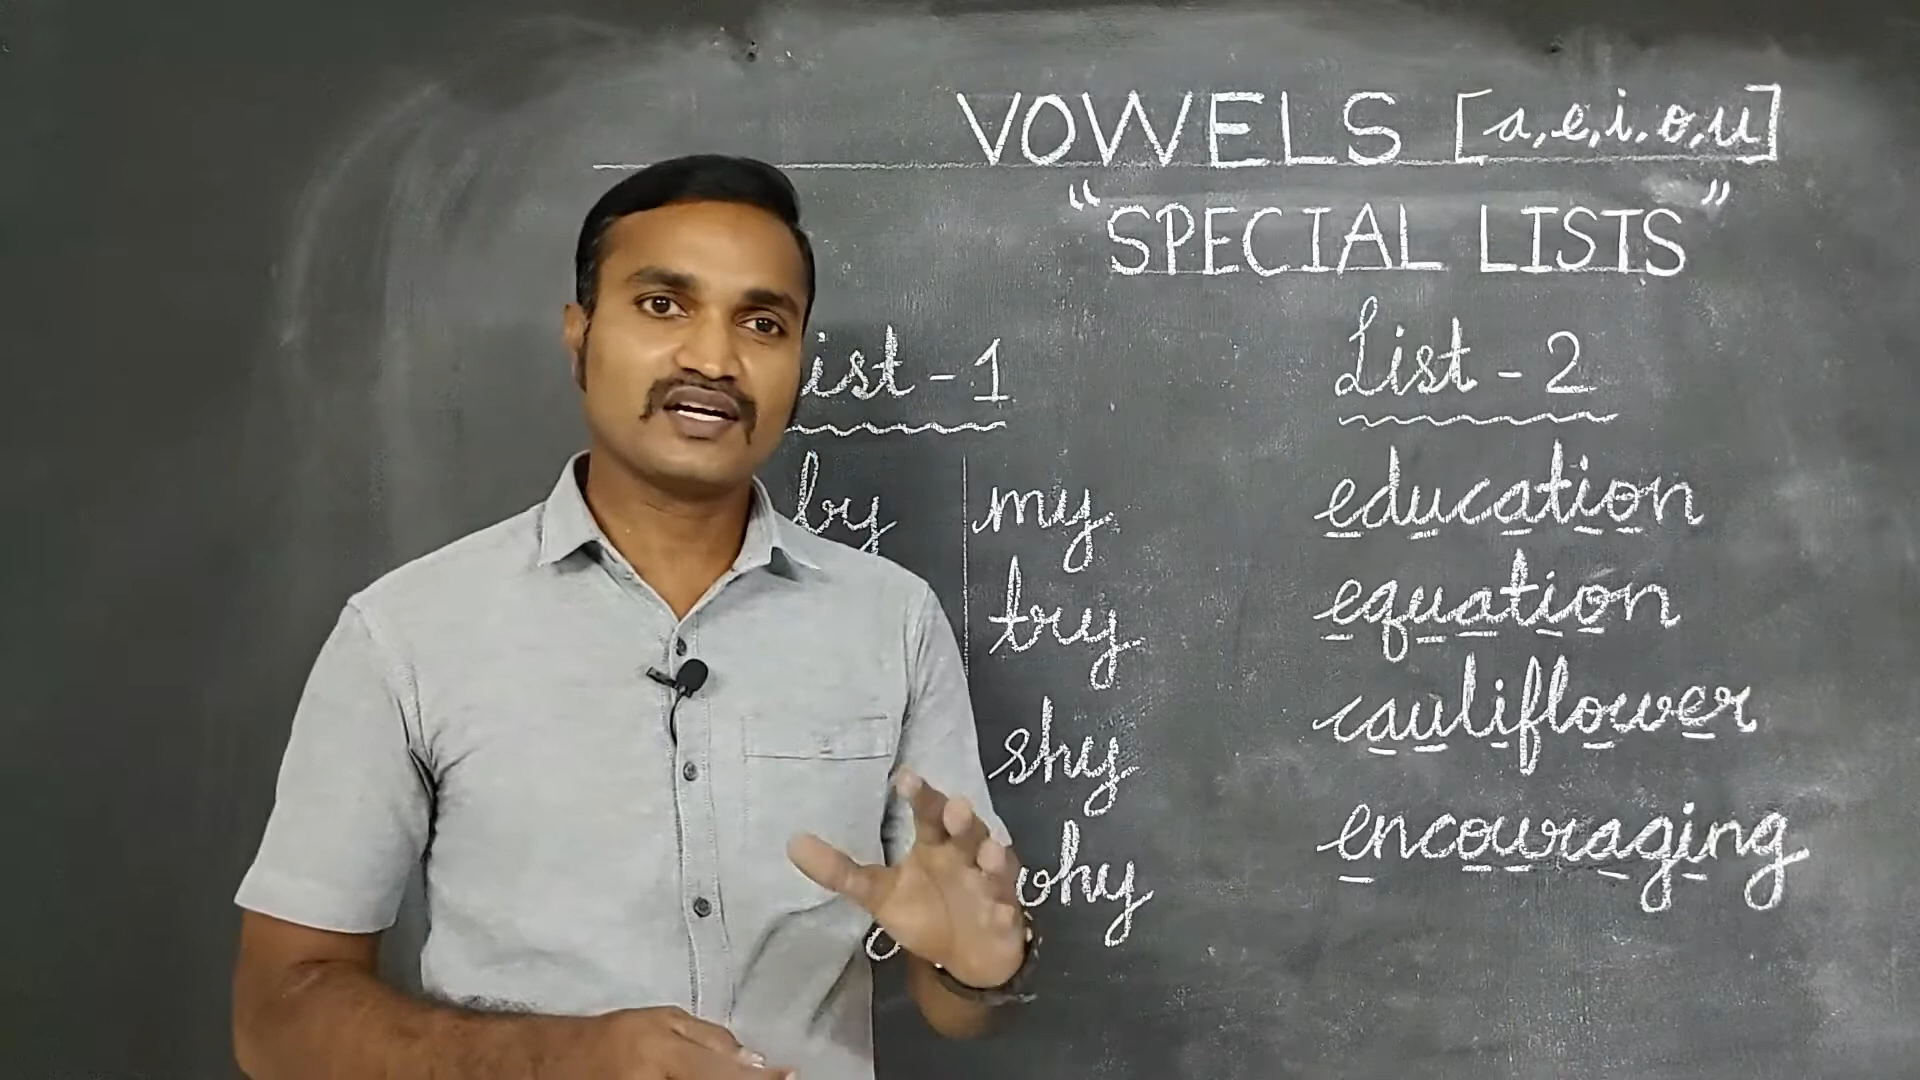 VOWELS [a,e,i,o,u]
“SPECIAL LISTS”
ist - 1
List - 2
by
my
try
shy
hy
education
equation
cauliflower
encouraging